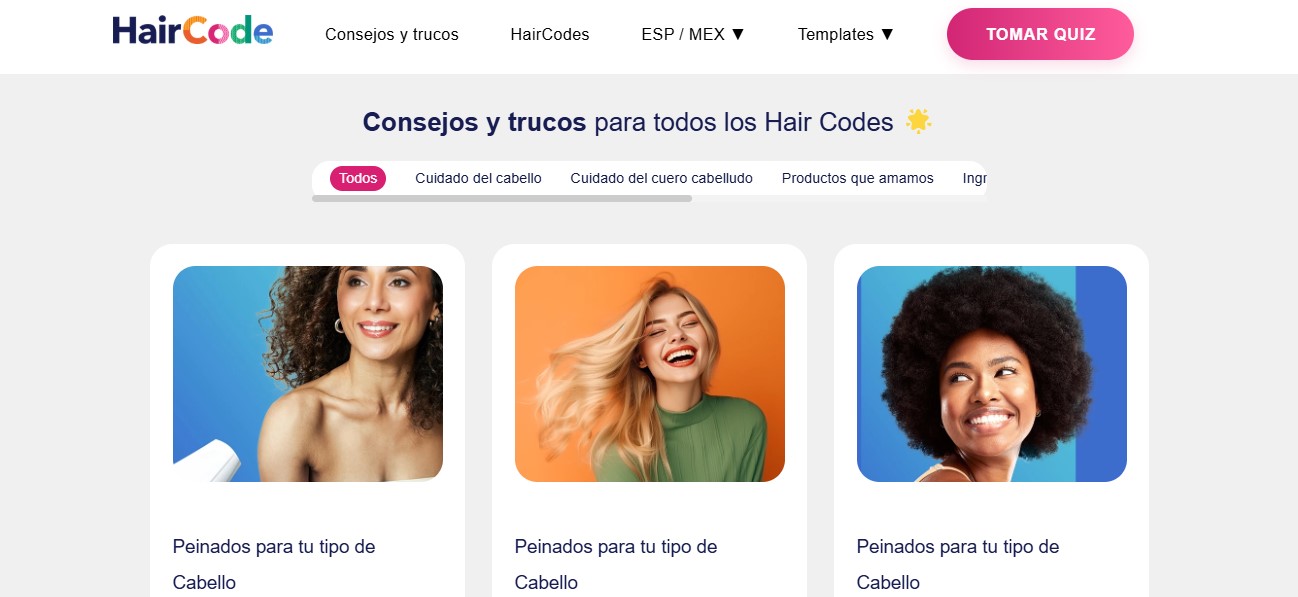 HairCode
Consejos y trucos
HairCodes
ESP / MEX ▼
Templates ▼
TOMAR QUIZ
Consejos y trucos para todos los Hair Codes 🌟
Todos
Cuidado del cabello
Cuidado del cuero cabelludo
Productos que amamos
Ingr
Peinados para tu tipo de
Cabello
Peinados para tu tipo de
Cabello
Peinados para tu tipo de
Cabello